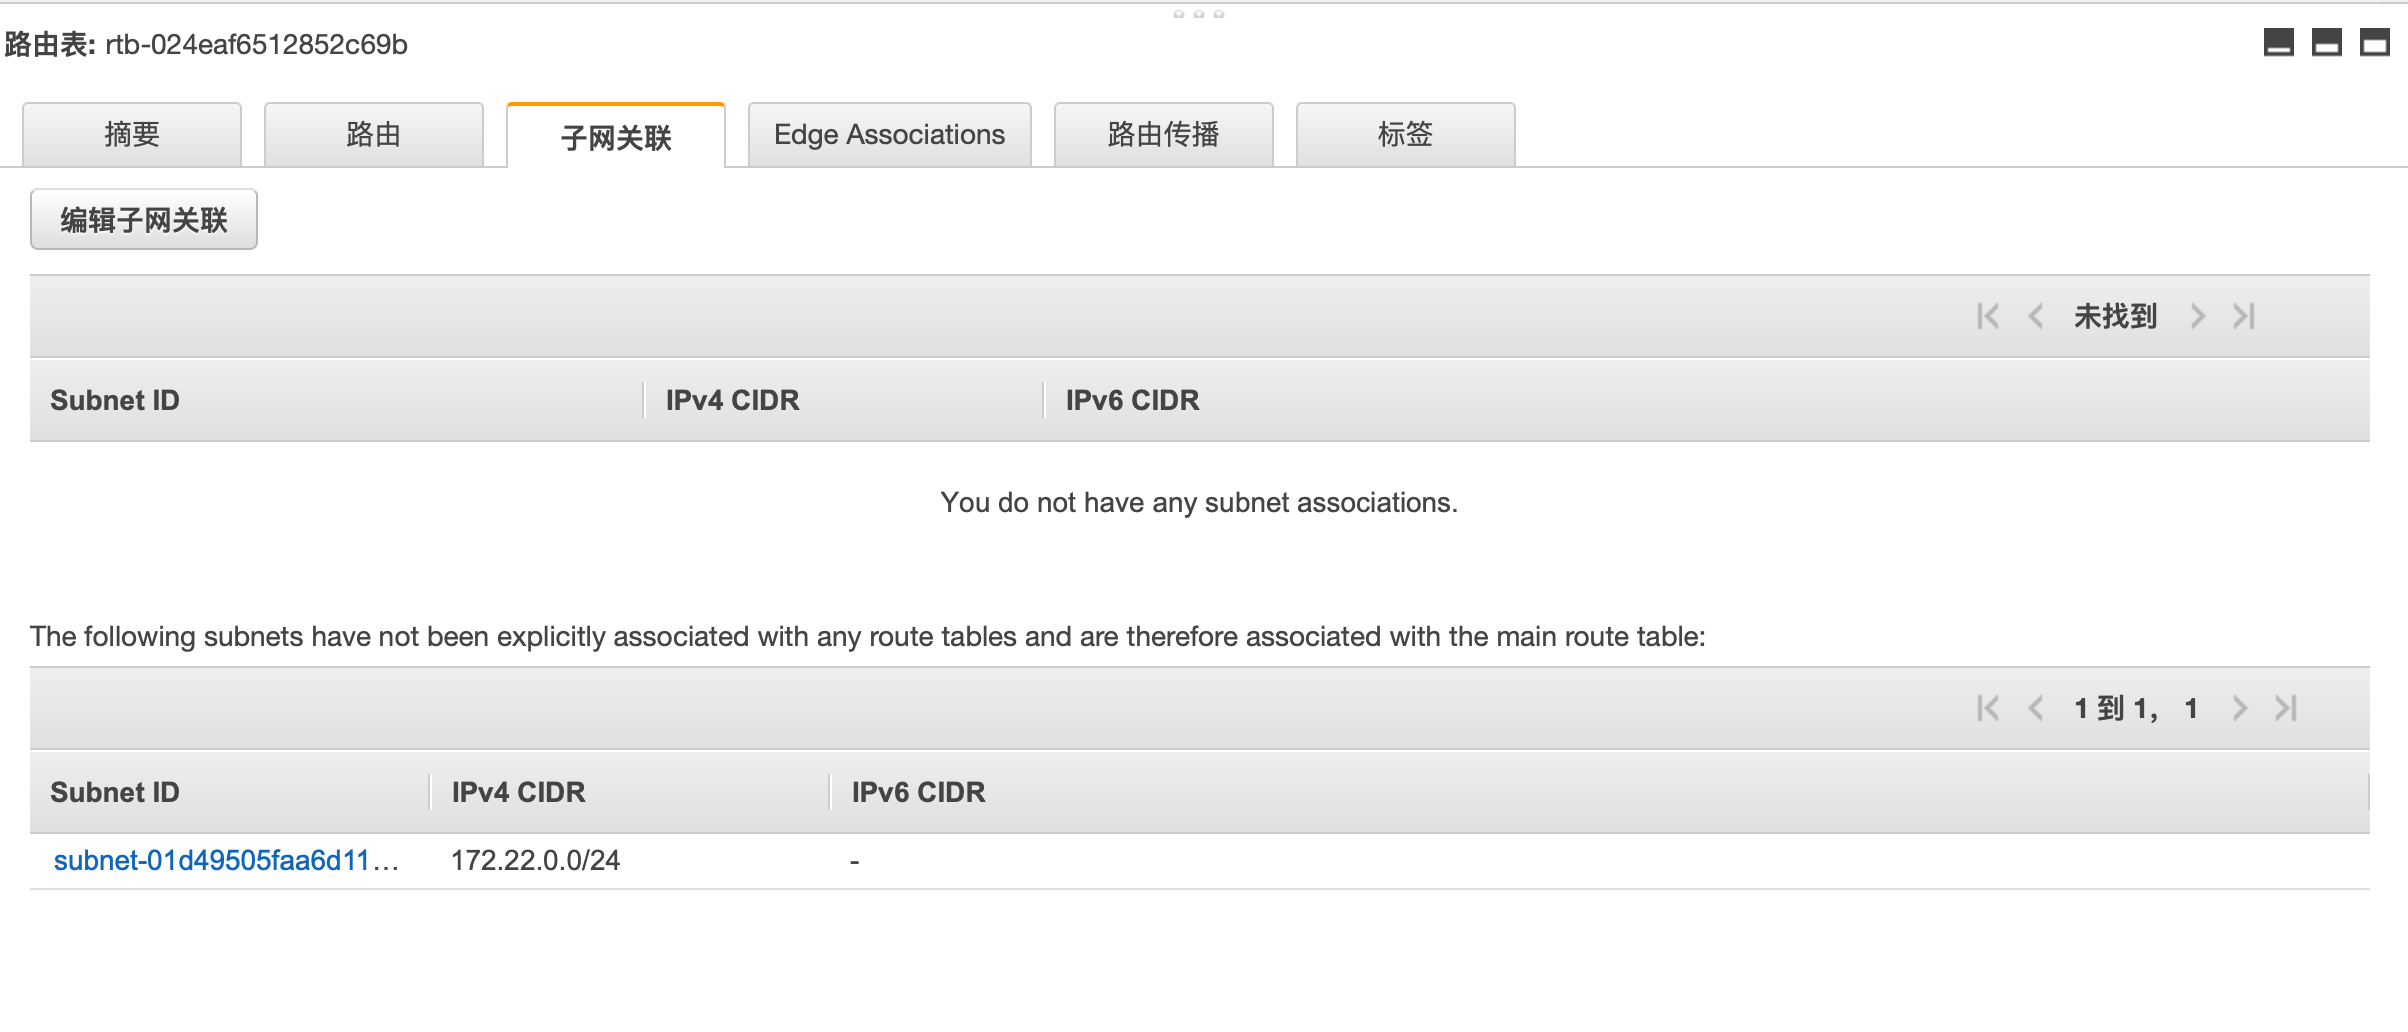 路由表: rtb-024eaf6512852c69b
摘要 路由 子网关联 Edge Associations 路由传播 标签
编辑子网关联
未找到
Subnet ID IPv4 CIDR IPv6 CIDR
You do not have any subnet associations.
The following subnets have not been explicitly associated with any route tables and are therefore associated with the main route table:
1 到 1， 1
Subnet ID IPv4 CIDR IPv6 CIDR
subnet-01d49505faa6d11… 172.22.0.0/24 -